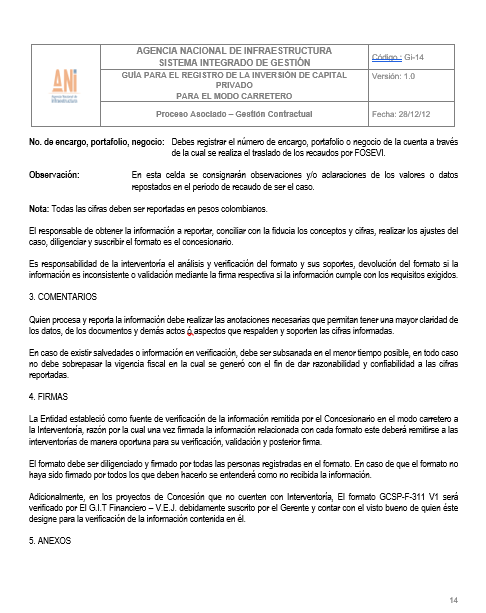 AGENCIA NACIONAL DE INFRAESTRUCTURA
SISTEMA INTEGRADO DE GESTIÓN
Código.: GI-14
ANI
Agencia Nacional de
Infraestructura
GUÍA PARA EL REGISTRO DE LA INVERSIÓN DE CAPITAL
PRIVADO
PARA EL MODO CARRETERO
Versión: 1.0
Proceso Asociado – Gestión Contractual
Fecha: 28/12/12
No. de encargo, portafolio, negocio: Debes registrar el número de encargo, portafolio o negocio de la cuenta a través
de la cual se realiza el traslado de los recaudos por FOSEVI.
Observación: En esta celda se consignarán observaciones y/o aclaraciones de los valores o datos
repostados en el periodo de recaudo de ser el caso.
Nota: Todas las cifras deben ser reportadas en pesos colombianos.
El responsable de obtener la información a reportar, conciliar con la fiducia los conceptos y cifras, realizar los ajustes del
caso, diligenciar y suscribir el formato es el concesionario.
Es responsabilidad de la interventoría el análisis y verificación del formato y sus soportes, devolución del formato si la
información es inconsistente o validación mediante la firma respectiva si la información cumple con los requisitos exigidos.
3. COMENTARIOS
Quien procesa y reporta la información debe realizar las anotaciones necesarias que permitan tener una mayor claridad de
los datos, de los documentos y demás actos ó aspectos que respalden y soporten las cifras informadas.
En caso de existir salvedades o información en verificación, debe ser subsanada en el menor tiempo posible, en todo caso
no debe sobrepasar la vigencia fiscal en la cual se generó con el fin de dar razonabilidad y confiabilidad a las cifras
reportadas.
4. FIRMAS
La Entidad estableció como fuente de verificación de la información remitida por el Concesionario en el modo carretero a
la Interventoría, razón por la cual una vez firmada la información relacionada con cada formato este deberá remitirse a las
interventorías de manera oportuna para su verificación, validación y posterior firma.
El formato debe ser diligenciado y firmado por todas las personas registradas en el formato. En caso de que el formato no
haya sido firmado por todos los que deben hacerlo se entenderá como no recibida la información.
Adicionalmente, en los proyectos de Concesión que no cuenten con Interventoría, El formato GCSP-F-311 V1 será
verificado por El G.I.T Financiero – V.E.J. debidamente suscrito por el Gerente y contar con el visto bueno de quien éste
designe para la verificación de la información contenida en él.
5. ANEXOS
14